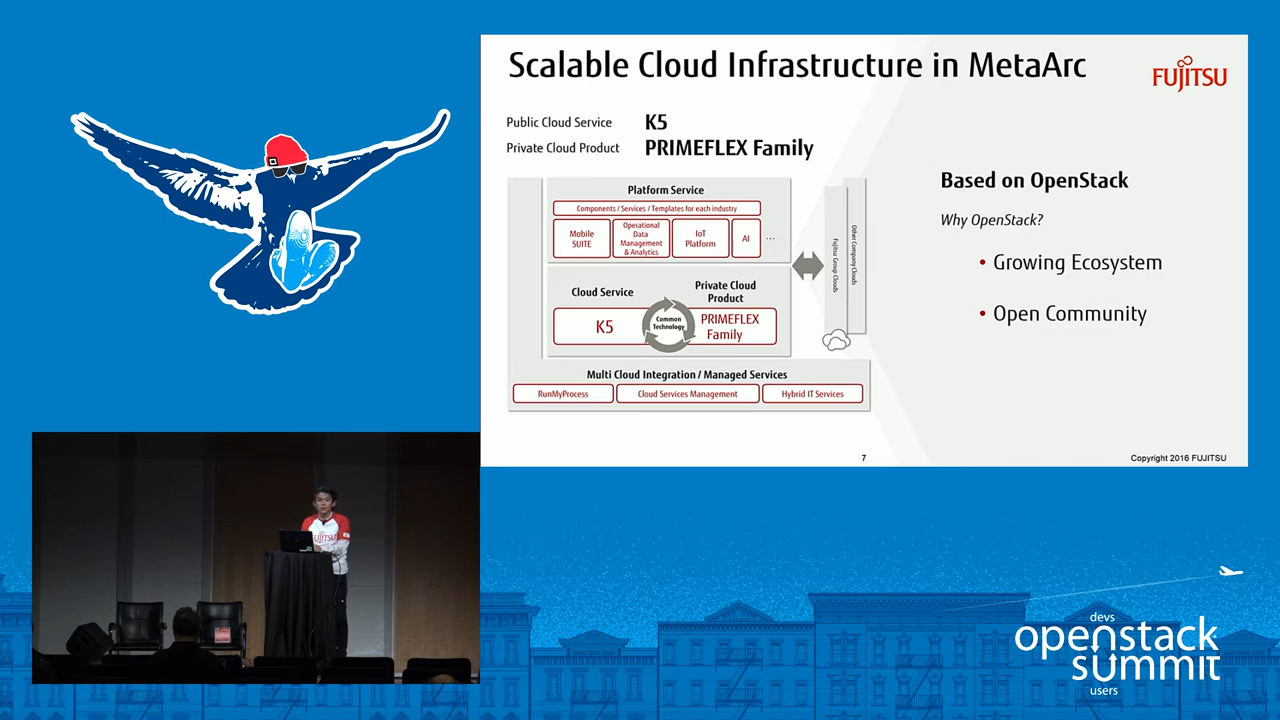 Scalable Cloud Infrastructure in MetaArc
FUJITSU
Public Cloud Service K5
Private Cloud Product PRIMEFLEX Family
Platform Service
Components / Services / Templates for each industry
Mobile
SUITE
Operational
Data
Management
& Analytics
IoT
Platform
AI
...
Cloud Service
Private Cloud
Product
K5
Common
Technology
PRIMEFLEX
Family
Fujitsu Group Clouds
Other Company Clouds
Multi Cloud Integration / Managed Services
RunMyProcess
Cloud Services Management
Hybrid IT Services
Based on OpenStack
Why OpenStack?
• Growing Ecosystem
• Open Community
7
Copyright 2016 FUJITSU
FUJITSU
devs
openstack
summit
users